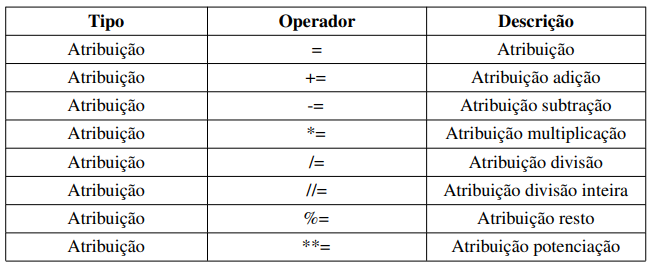 Tipo Operador Descrição
Atribuição = Atribuição
Atribuição += Atribuição adição
Atribuição -= Atribuição subtração
Atribuição *= Atribuição multiplicação
Atribuição /= Atribuição divisão
Atribuição //= Atribuição divisão inteira
Atribuição %= Atribuição resto
Atribuição **= Atribuição potenciação